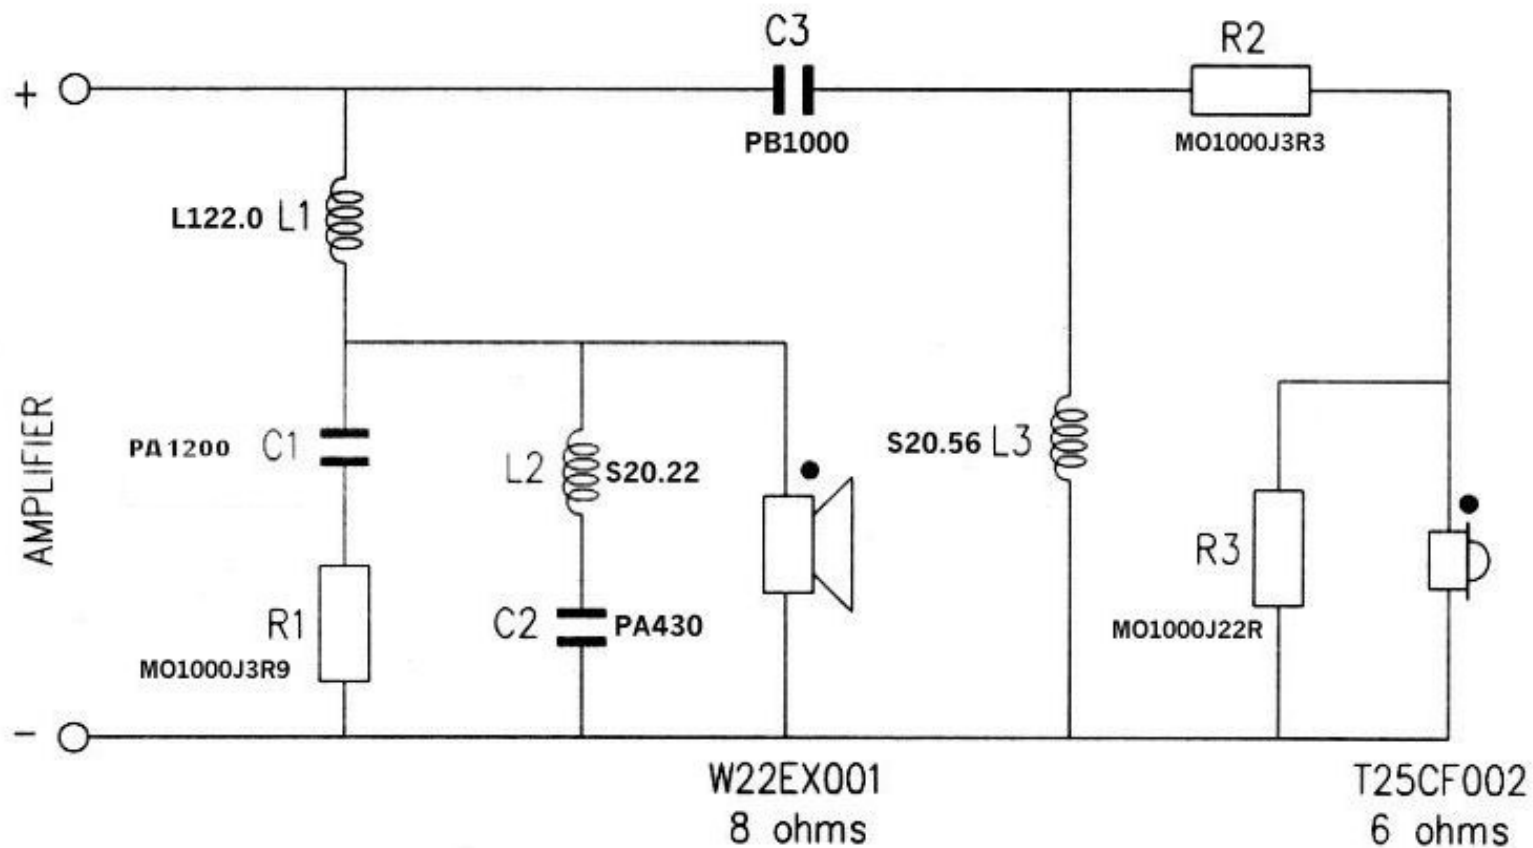 C3
R2
+
PB1000
MO1000J3R3
L122.0 L1
AMPLIFIER
PA1200 C1
L2 S20.22
S20.56 L3
R3
R1
C2 PA430
MO1000J22R
MO1000J3R9
-
W22EX001
8 ohms
T25CF002
6 ohms